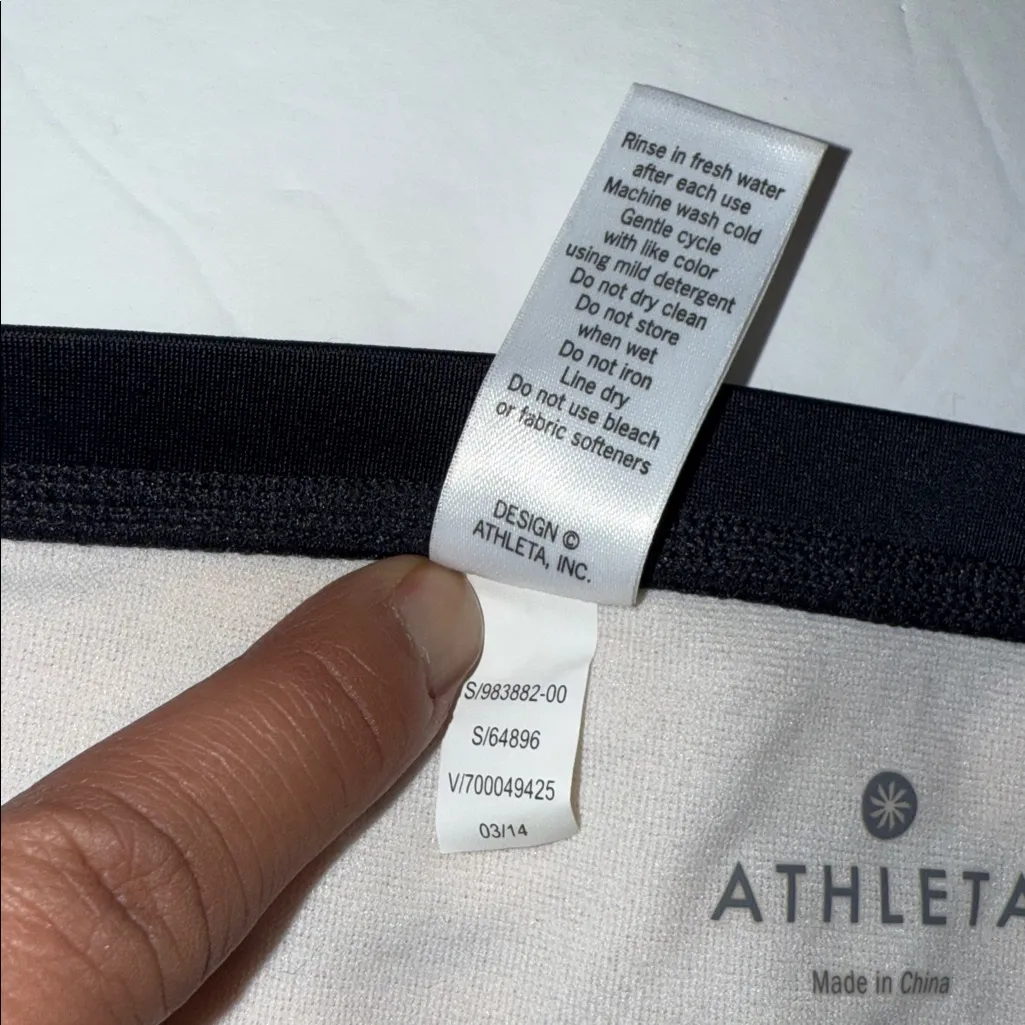 Rinse in fresh water
after each use
Machine wash cold
Gentle cycle
with like color
using mild detergent
Do not dry clean
Do not store
when wet
Do not iron
Line dry
Do not use bleach
or fabric softeners
DESIGN ©
ATHLETA, INC.
S/983882-00
S/64896
V/700049425
03/14
ATHLETA
Made in China